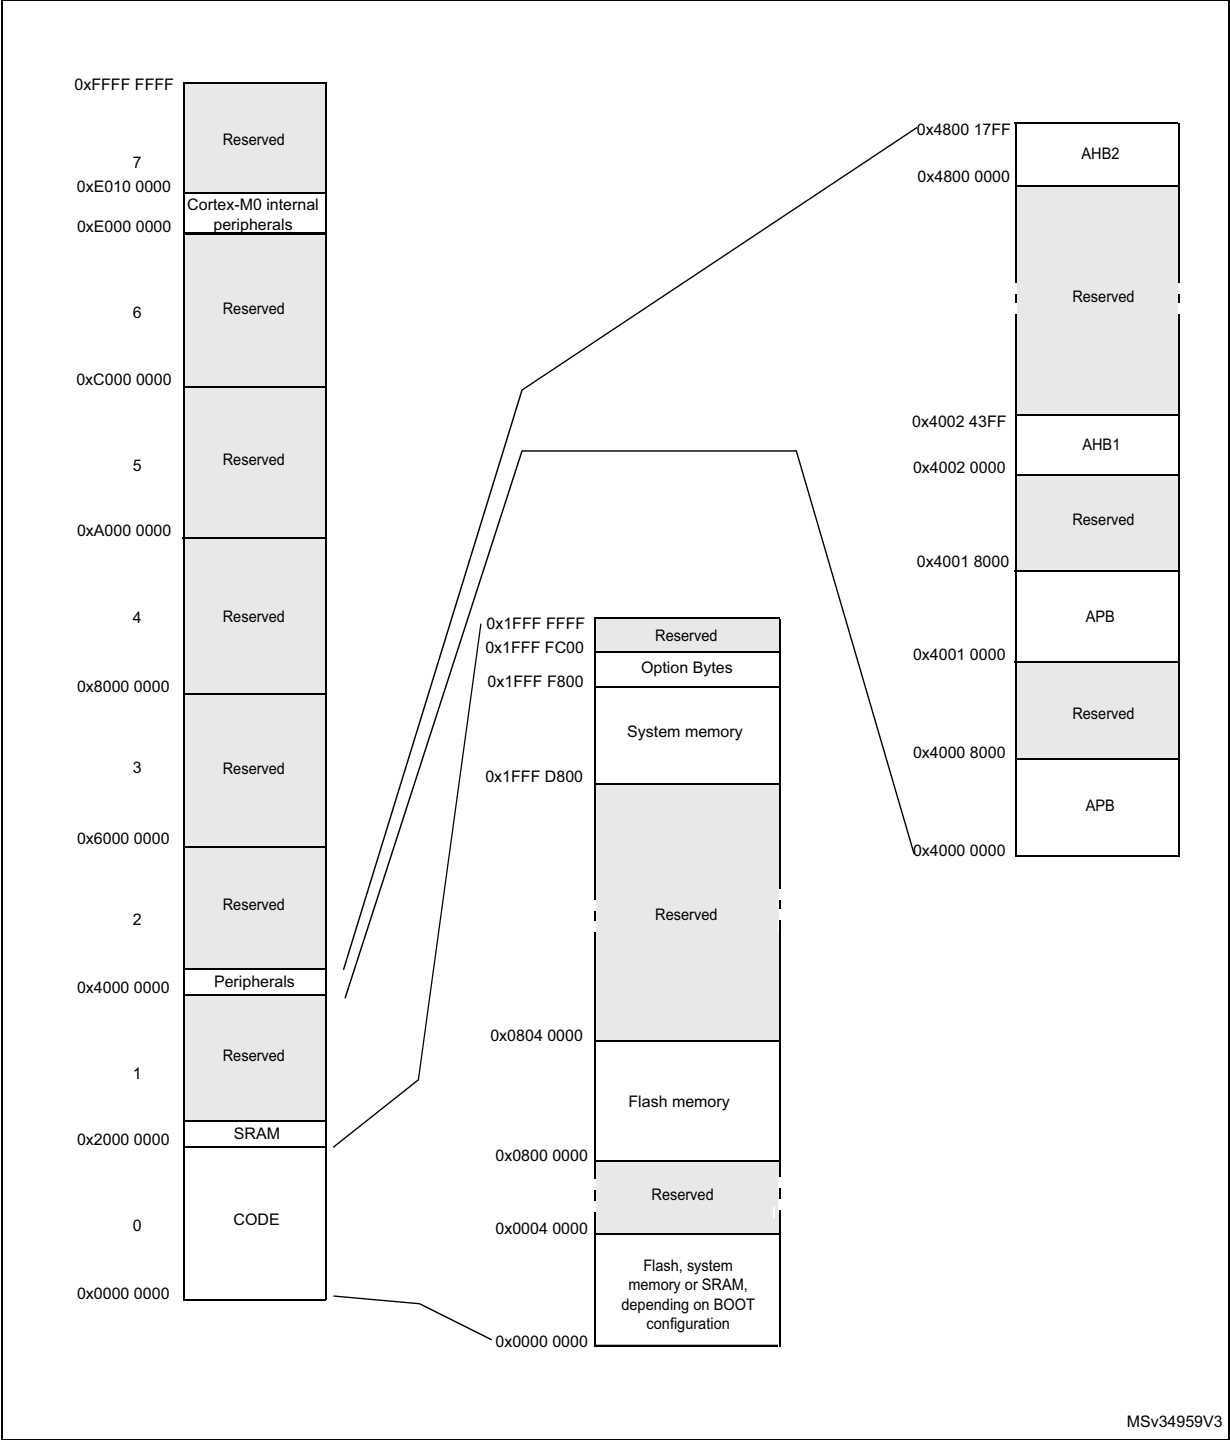 0xFFFF FFFF
Reserved
7
0xE010 0000
Cortex-M0 internal
peripherals
0xE000 0000
Reserved
6
0xC000 0000
Reserved
5
0xA000 0000
Reserved
4
0x8000 0000
Reserved
3
0x6000 0000
Reserved
2
Peripherals
0x4000 0000
Reserved
1
SRAM
0x2000 0000
CODE
0
0x0000 0000
0x1FFF FFFF
Reserved
0x1FFF FC00
Option Bytes
0x1FFF F800
System memory
0x1FFF D800
Reserved
0x0804 0000
Flash memory
0x0800 0000
Reserved
0x0004 0000
Flash, system
memory or SRAM,
depending on BOOT
configuration
0x0000 0000
0x4800 17FF
AHB2
0x4800 0000
Reserved
0x4002 43FF
AHB1
0x4002 0000
Reserved
0x4001 8000
APB
0x4001 0000
Reserved
0x4000 8000
APB
0x4000 0000
MSv34959V3